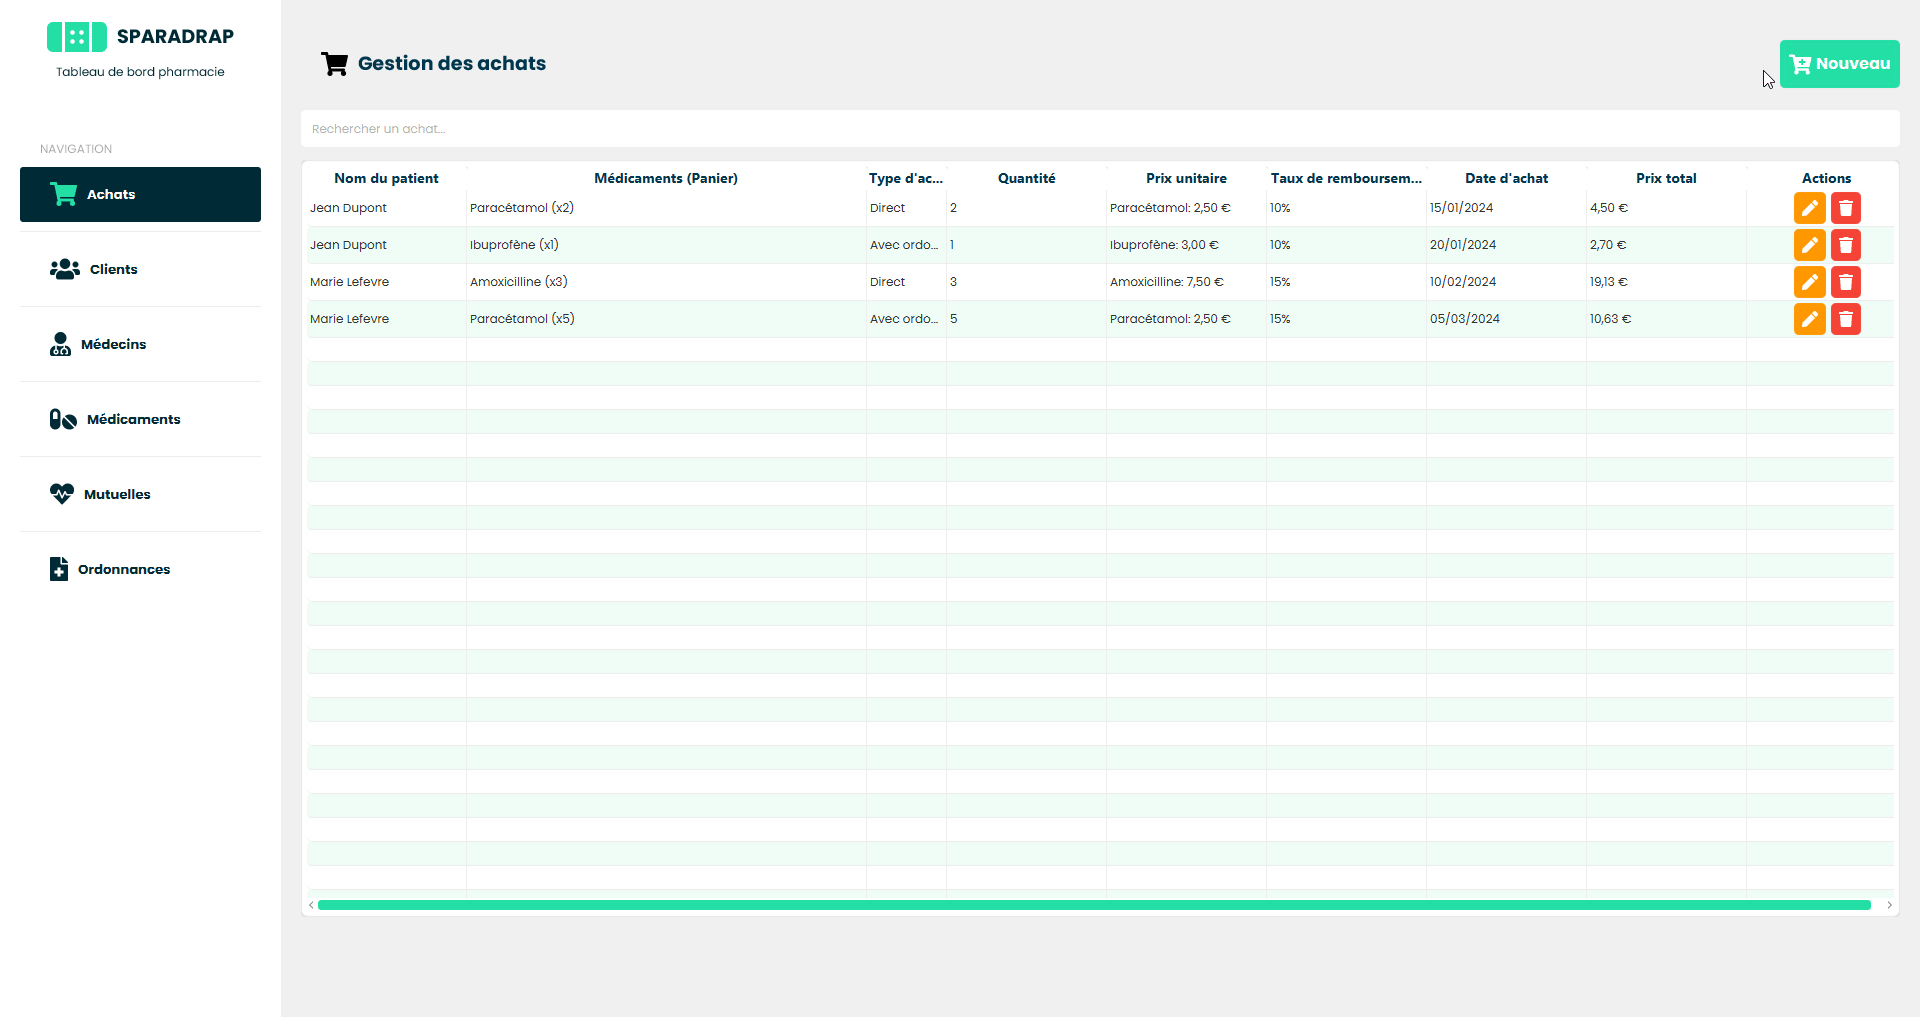 SPARADRAP
Tableau de bord pharmacie
NAVIGATION
Achats
Clients
Médecins
Médicaments
Mutuelles
Ordonnances
Gestion des achats
Nouveau
Rechercher un achat...
Nom du patient Médicaments (Panier) Type d'ac... Quantité Prix unitaire Taux de remboursem... Date d'achat Prix total Actions
Jean Dupont Paracétamol (x2) Direct 2 Paracétamol: 2,50 € 10% 15/01/2024 4,50 €
Jean Dupont Ibuprofène (x1) Avec ordo... 1 Ibuprofène: 3,00 € 10% 20/01/2024 2,70 €
Marie Lefevre Amoxicilline (x3) Direct 3 Amoxicilline: 7,50 € 15% 10/02/2024 19,13 €
Marie Lefevre Paracétamol (x5) Avec ordo... 5 Paracétamol: 2,50 € 15% 05/03/2024 10,63 €